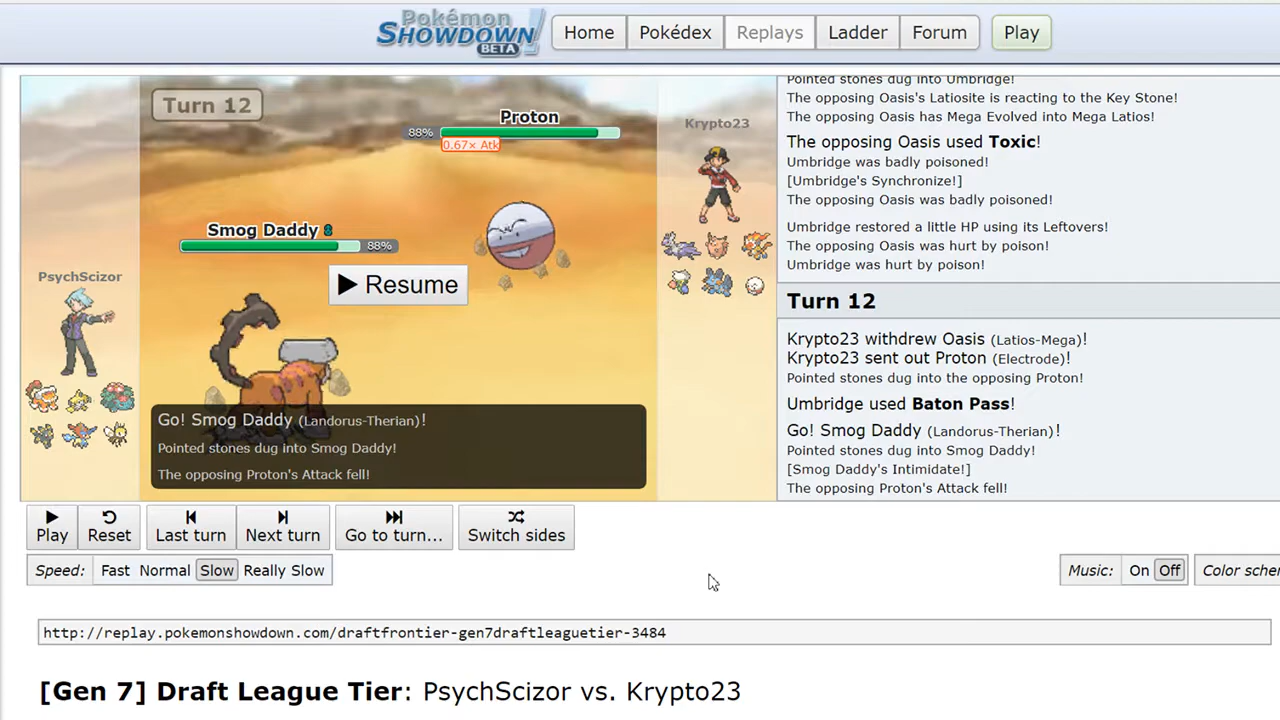 Pokémon
SHOWDOWN!
BETA
Home
Pokédex
Replays
Ladder
Forum
Play
Turn 12
Proton
88%
0.67× Atk
Krypto23
Smog Daddy
88%
PsychScizor
Resume
Go! Smog Daddy (Landorus-Therian)!
Pointed stones dug into Smog Daddy!
The opposing Proton's Attack fell!
Pointed stones dug into Umbridge!
The opposing Oasis's Latiosite is reacting to the Key Stone!
The opposing Oasis has Mega Evolved into Mega Latios!
The opposing Oasis used Toxic!
Umbridge was badly poisoned!
[Umbridge's Synchronize!]
The opposing Oasis was badly poisoned!
Umbridge restored a little HP using its Leftovers!
The opposing Oasis was hurt by poison!
Umbridge was hurt by poison!
Turn 12
Krypto23 withdrew Oasis (Latios-Mega)!
Krypto23 sent out Proton (Electrode)!
Pointed stones dug into the opposing Proton!
Umbridge used Baton Pass!
Go! Smog Daddy (Landorus-Therian)!
Pointed stones dug into Smog Daddy!
[Smog Daddy's Intimidate!]
The opposing Proton's Attack fell!
Play
Reset
Last turn
Next turn
Go to turn...
Switch sides
Speed: Fast Normal Slow Really Slow
Music: On Off
Color schem
http://replay.pokemonshowdown.com/draftfrontier-gen7draftleaguetier-3484
[Gen 7] Draft League Tier: PsychScizor vs. Krypto23